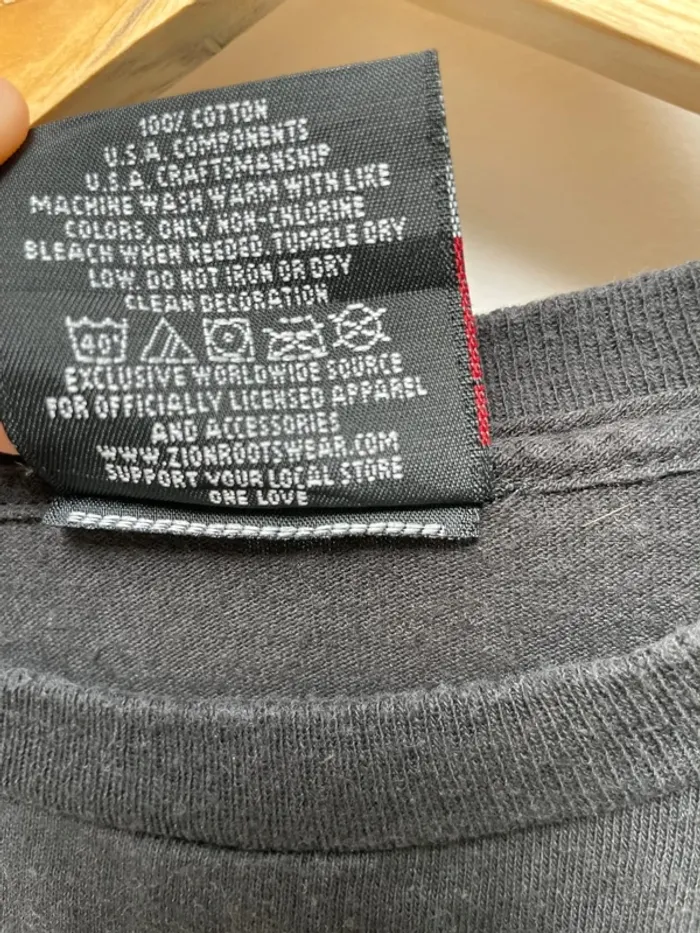 100% COTTON
U.S.A. COMPONENTS
U.S.A. CRAFTSMANSHIP
MACHINE WASH WARM WITH LIKE
COLORS, ONLY NON-CHLORINE
BLEACH WHEN NEEDED, TUMBLE DRY
LOW. DO NOT IRON OR DRY
CLEAN DECORATION
40°
EXCLUSIVE WORLDWIDE SOURCE
FOR OFFICIALLY LICENSED APPAREL
AND ACCESSORIES
WWW.ZIONROOTSWEAR.COM
SUPPORT YOUR LOCAL STORE
ONE LOVE